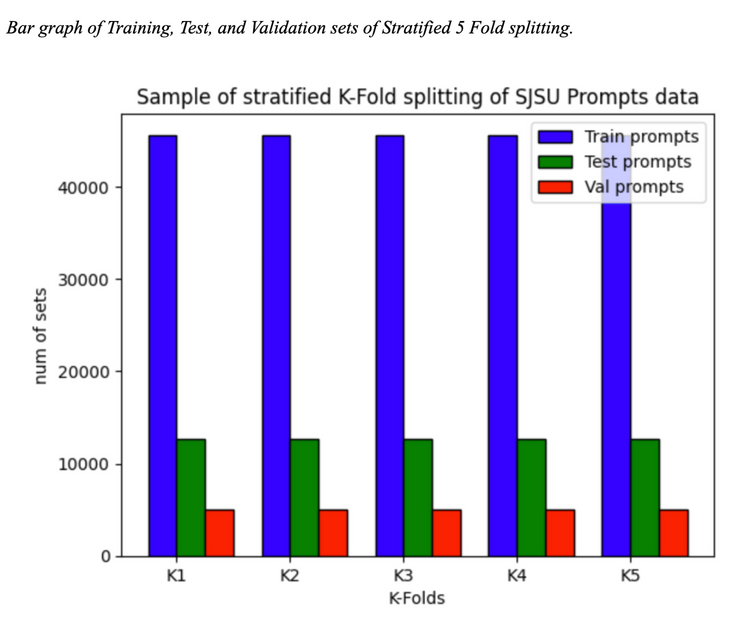 Bar graph of Training, Test, and Validation sets of Stratified 5 Fold splitting.
Sample of stratified K-Fold splitting of SJSU Prompts data
Train prompts
Test prompts
Val prompts
40000
30000
20000
10000
0
num of sets
K1 K2 K3 K4 K5
K-Folds